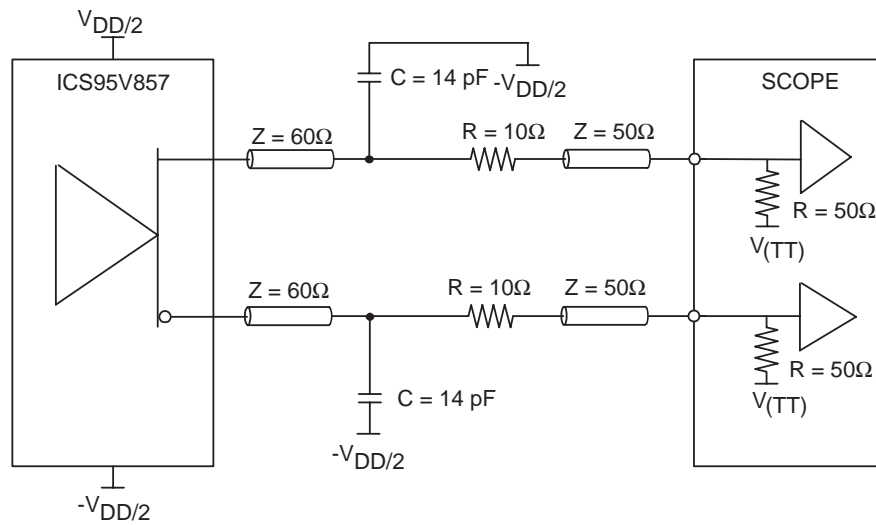 VDD/2
ICS95V857
C = 14 pF
-VDD/2
SCOPE
Z = 60Ω
R = 10Ω
Z = 50Ω
R = 50Ω
V(TT)
Z = 60Ω
R = 10Ω
Z = 50Ω
R = 50Ω
V(TT)
C = 14 pF
-VDD/2
-VDD/2